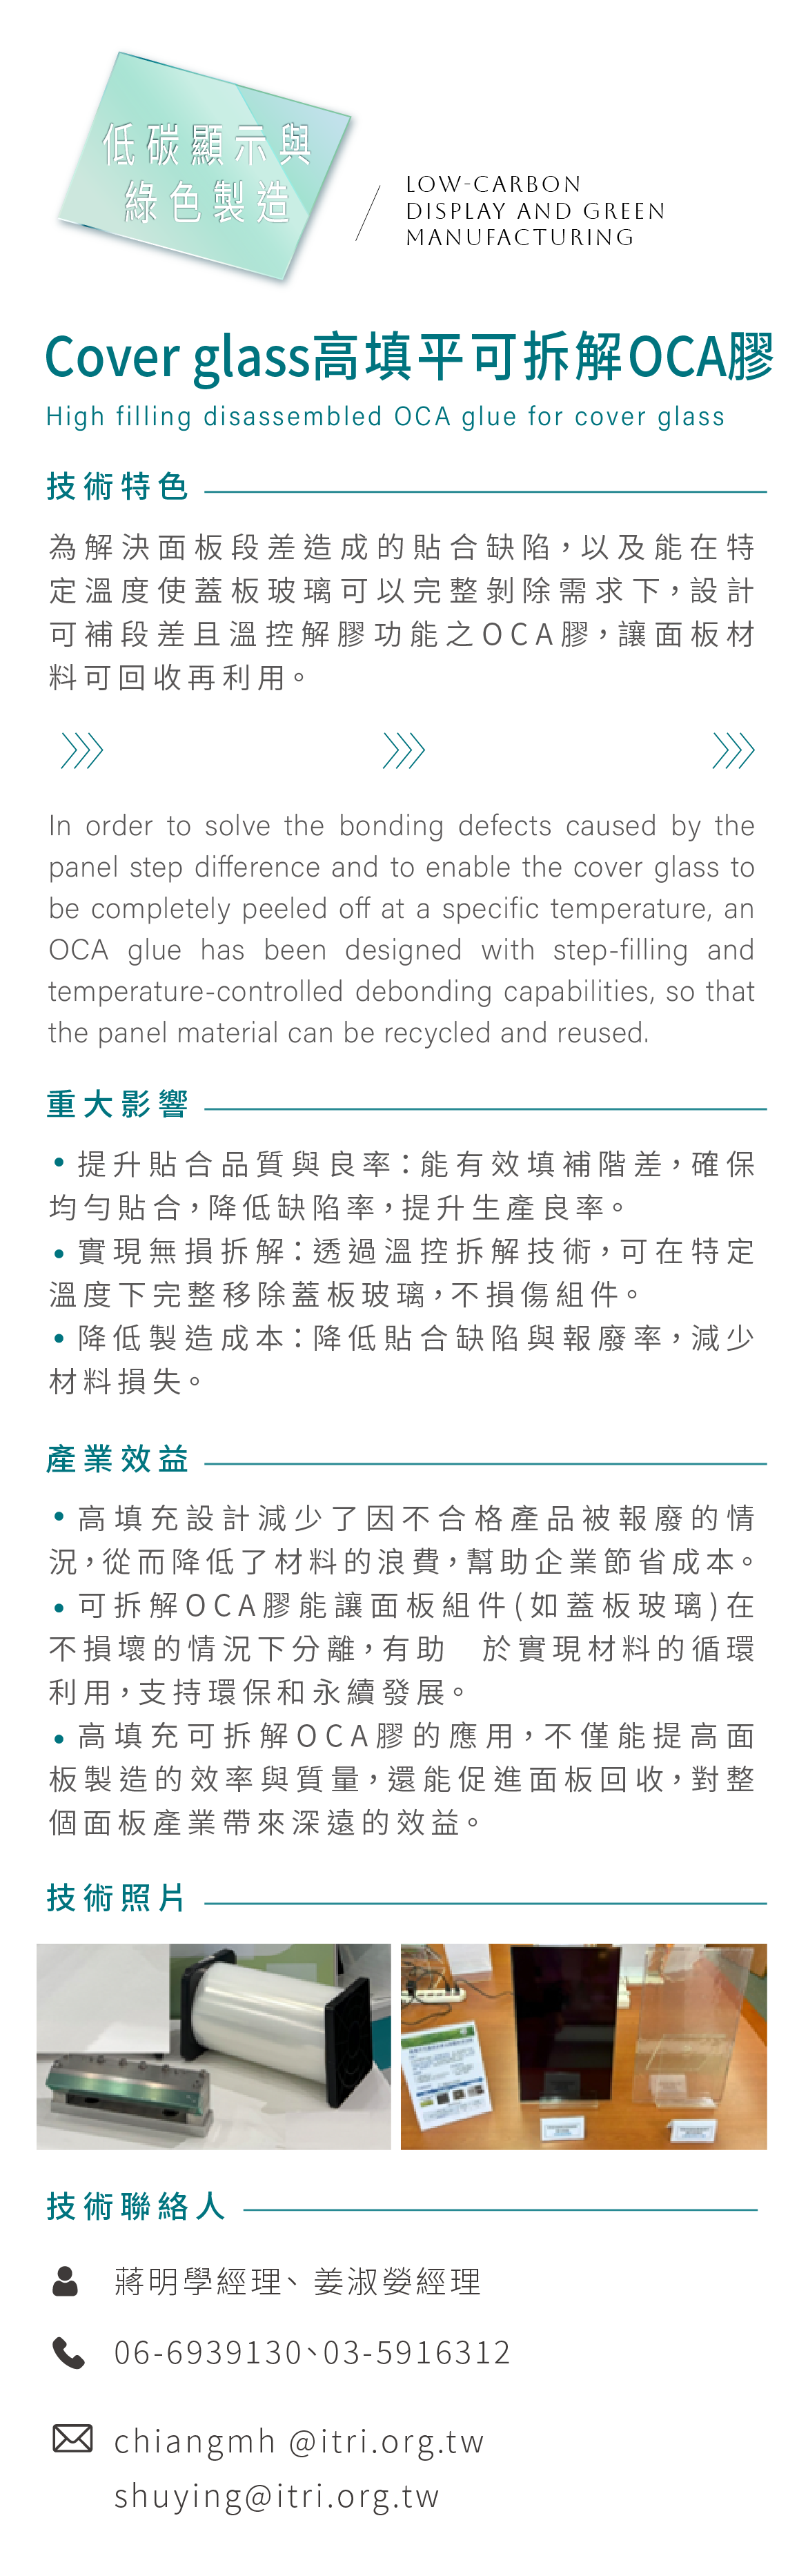 低碳顯示與
綠色製造
LOW-CARBON
DISPLAY AND GREEN
MANUFACTURING
Cover glass高填平可拆解OCA膠
High filling disassembled OCA glue for cover glass
技術特色
為解決面板段差造成的貼合缺陷，以及能在特
定溫度使蓋板玻璃可以完整剝除需求下，設計
可補段差且溫控解膠功能之OCA膠，讓面板材
料可回收再利用。
In order to solve the bonding defects caused by the
panel step difference and to enable the cover glass to
be completely peeled off at a specific temperature, an
OCA glue has been designed with step-filling and
temperature-controlled debonding capabilities, so that
the panel material can be recycled and reused.
重大影響
• 提升貼合品質與良率：能有效填補階差，確保
均勻貼合，降低缺陷率，提升生產良率。
• 實現無損拆解：透過溫控拆解技術，可在特定
溫度下完整移除蓋板玻璃，不損傷組件。
• 降低製造成本：降低貼合缺陷與報廢率，減少
材料損失。
產業效益
• 高填充設計減少了因不合格產品被報廢的情
況，從而降低了材料的浪費，幫助企業節省成本。
• 可拆解OCA膠能讓面板組件(如蓋板玻璃)在
不損壞的情況下分離，有助　於實現材料的循環
利用，支持環保和永續發展。
• 高填充可拆解OCA膠的應用，不僅能提高面
板製造的效率與質量，還能促進面板回收，對整
個面板產業帶來深遠的效益。
技術照片
技術聯絡人
蔣明學經理、姜淑嫈經理
06-6939130、03-5916312
chiangmh @itri.org.tw
shuying@itri.org.tw